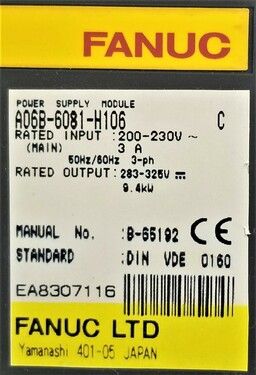 FANUC
POWER SUPPLY MODULE
A06B-6081-H106 C
RATED INPUT :200-230V ~
(MAIN) 3 A
50Hz/60Hz 3-ph
RATED OUTPUT :283-325V ⎓
9.4kW
MANUAL No. :B-65192 CE
STANDARD :DIN VDE 0160
EA8307116
FANUC LTD
Yamanashi 401-05 JAPAN